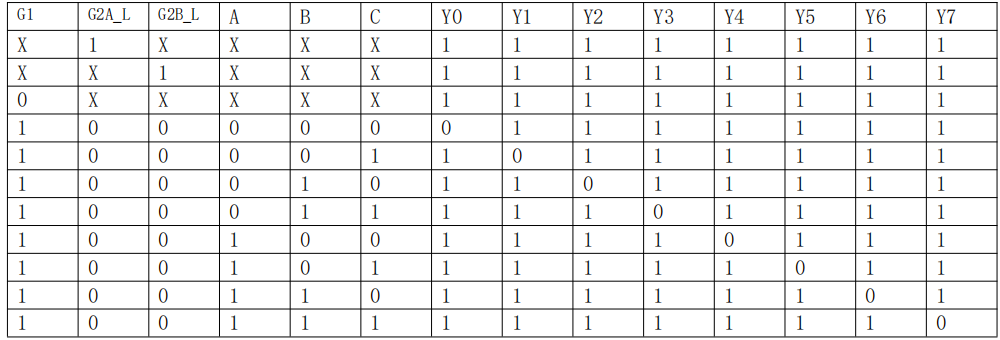 G1 G2A_L G2B_L A B C Y0 Y1 Y2 Y3 Y4 Y5 Y6 Y7
X 1 X X X X 1 1 1 1 1 1 1 1
X X 1 X X X 1 1 1 1 1 1 1 1
0 X X X X X 1 1 1 1 1 1 1 1
1 0 0 0 0 0 0 1 1 1 1 1 1 1
1 0 0 0 0 1 1 0 1 1 1 1 1 1
1 0 0 0 1 0 1 1 0 1 1 1 1 1
1 0 0 0 1 1 1 1 1 0 1 1 1 1
1 0 0 1 0 0 1 1 1 1 0 1 1 1
1 0 0 1 0 1 1 1 1 1 1 0 1 1
1 0 0 1 1 0 1 1 1 1 1 1 0 1
1 0 0 1 1 1 1 1 1 1 1 1 1 0